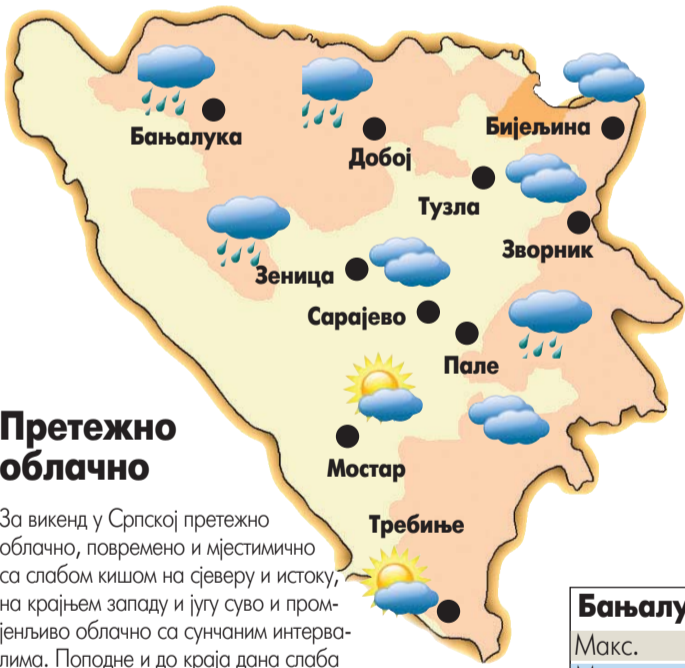 Бањалука
Добој
Бијељина
Тузла
Зворник
Зеница
Сарајево
Пале
Мостар
Требиње
Претежно
облачно
За викенд у Српској претежно
облачно, повремено и мјестимично
са слабом кишом на сјеверу и истоку,
на крајњем западу и југу суво и пром-
јенљиво облачно са сунчаним интерва-
лима. Поподне и до краја дана слаба
Бањалу
Макс.